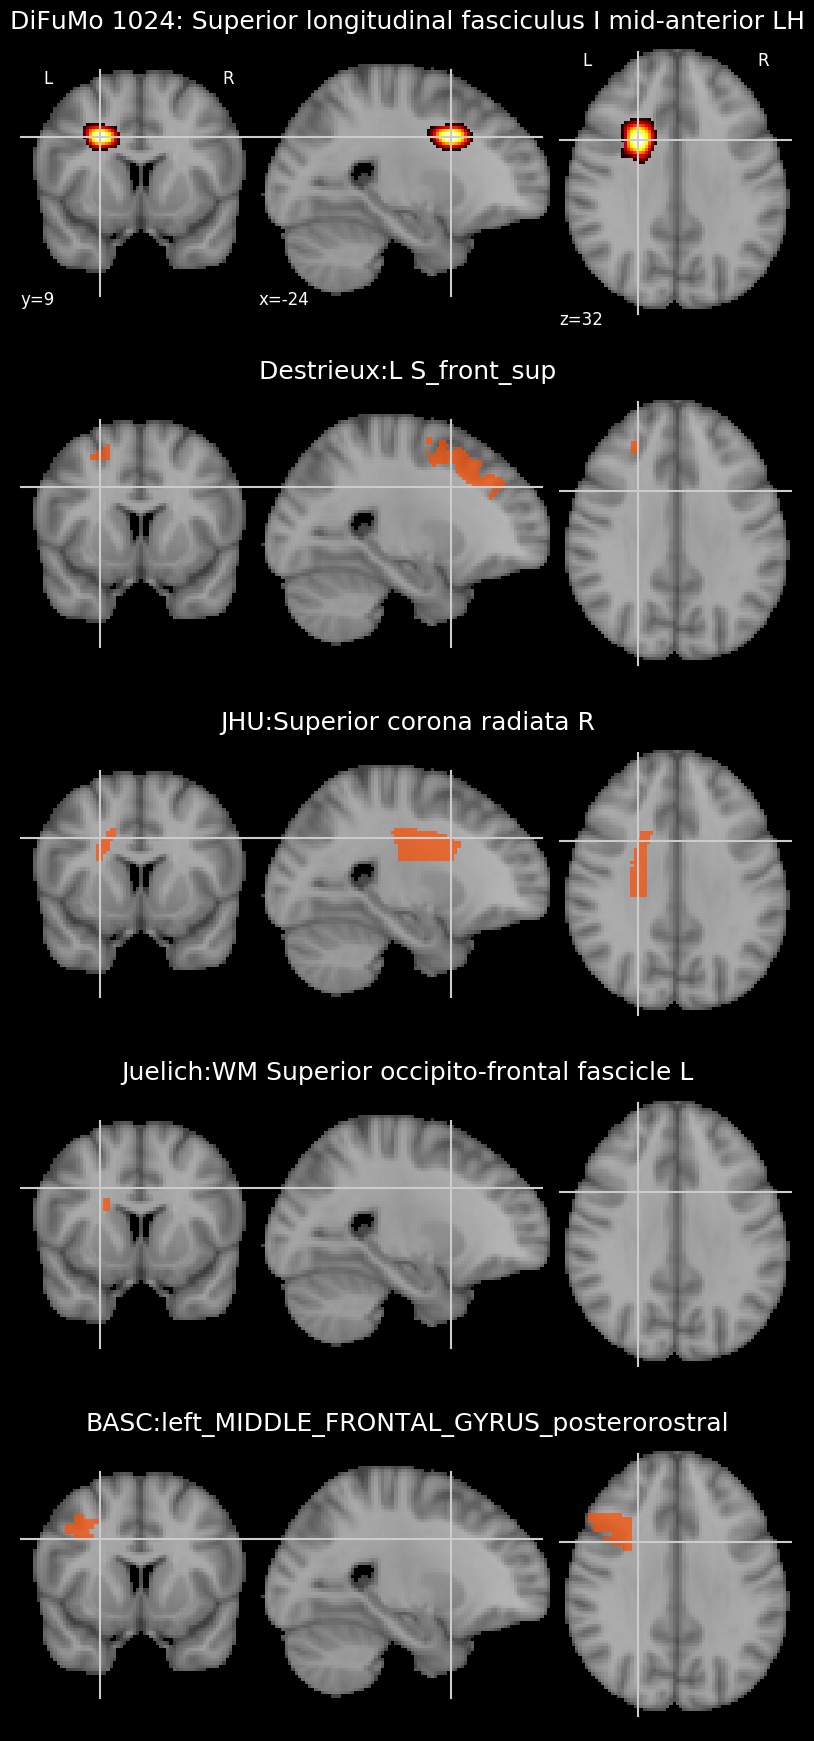 DiFuMo 1024: Superior longitudinal fasciculus I mid-anterior LH
L R
L R
y=9
x=-24
z=32
Destrieux:L S_front_sup
JHU:Superior corona radiata R
Juelich:WM Superior occipito-frontal fascicle L
BASC:left_MIDDLE_FRONTAL_GYRUS_posterorostral